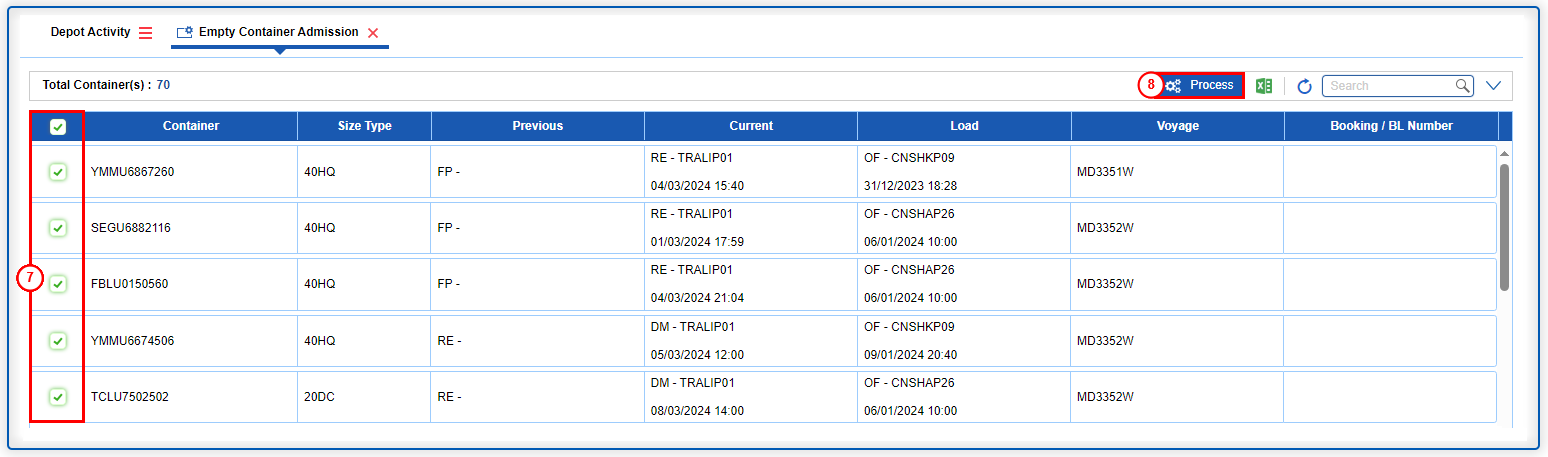 Depot Activity Empty Container Admission
Total Container(s) : 70 8 Process Search
Container Size Type Previous Current Load Voyage Booking / BL Number
YMMU6867260 40HQ FP - RE - TRALIP01 OF - CNSHKP09 MD3351W
04/03/2024 15:40 31/12/2023 18:28
SEGU6882116 40HQ FP - RE - TRALIP01 OF - CNSHAP26 MD3352W
01/03/2024 17:59 06/01/2024 10:00
7
FBLU0150560 40HQ FP - RE - TRALIP01 OF - CNSHAP26 MD3352W
04/03/2024 21:04 06/01/2024 10:00
YMMU6674506 40HQ RE - DM - TRALIP01 OF - CNSHKP09 MD3352W
05/03/2024 12:00 09/01/2024 20:40
TCLU7502502 20DC RE - DM - TRALIP01 OF - CNSHAP26 MD3352W
08/03/2024 14:00 06/01/2024 10:00